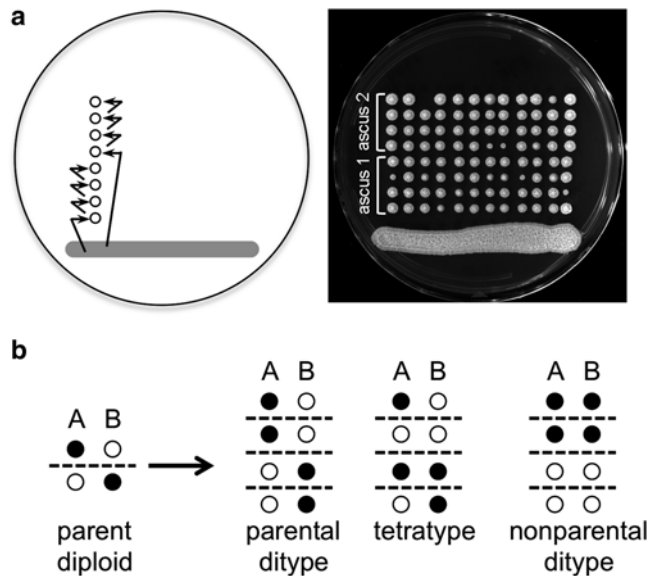 a
ascus 2
ascus 1
b
A B
A B
A B
A B
parent
diploid
parental
ditype
tetratype
nonparental
ditype